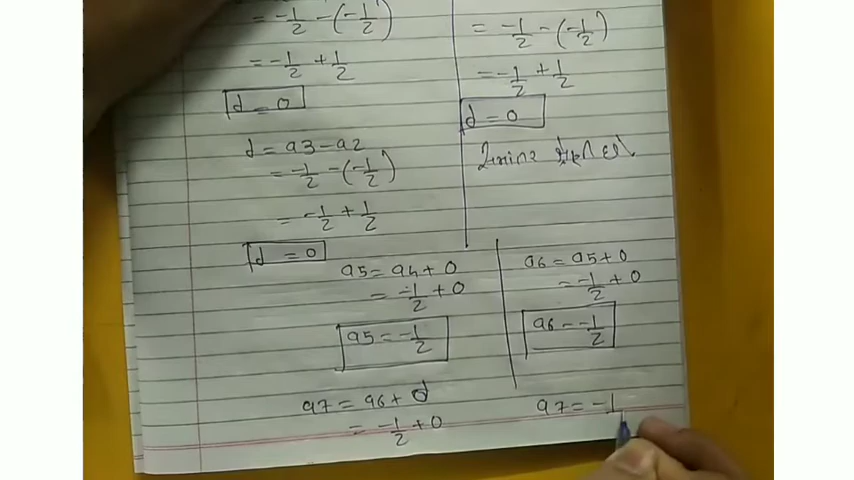 = -1/2 - (-1/2)
= -1/2 + 1/2
d = 0
d = a3 - a2
= -1/2 - (-1/2)
= -1/2 + 1/2
d = 0
= -1/2 - (-1/2)
= -1/2 + 1/2
d = 0
a5 = a4 + 0
= -1/2 + 0
a5 = -1/2
a6 = a5 + 0
= -1/2 + 0
a6 = -1/2
a7 = a6 + d
= -1/2 + 0
a7 = -1